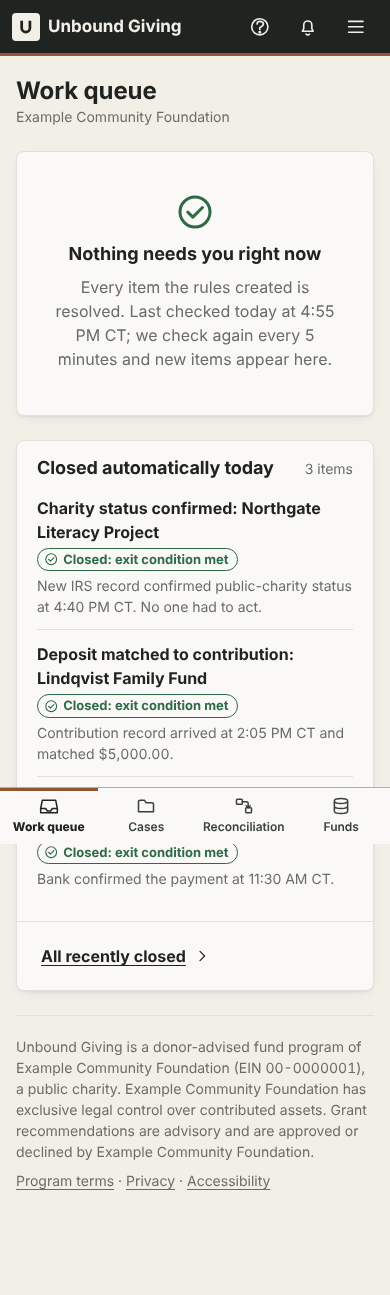 U Unbound Giving
Work queue
Example Community Foundation
Nothing needs you right now
Every item the rules created is
resolved. Last checked today at 4:55
PM CT; we check again every 5
minutes and new items appear here.
Closed automatically today 3 items
Charity status confirmed: Northgate
Literacy Project
Closed: exit condition met
New IRS record confirmed public-charity status
at 4:40 PM CT. No one had to act.
Deposit matched to contribution:
Lindqvist Family Fund
Closed: exit condition met
Contribution record arrived at 2:05 PM CT and
matched $5,000.00.
Work queue Cases Reconciliation Funds
Closed: exit condition met
Bank confirmed the payment at 11:30 AM CT.
All recently closed
Unbound Giving is a donor-advised fund program of
Example Community Foundation (EIN 00-0000001),
a public charity. Example Community Foundation has
exclusive legal control over contributed assets. Grant
recommendations are advisory and are approved or
declined by Example Community Foundation.
Program terms · Privacy · Accessibility